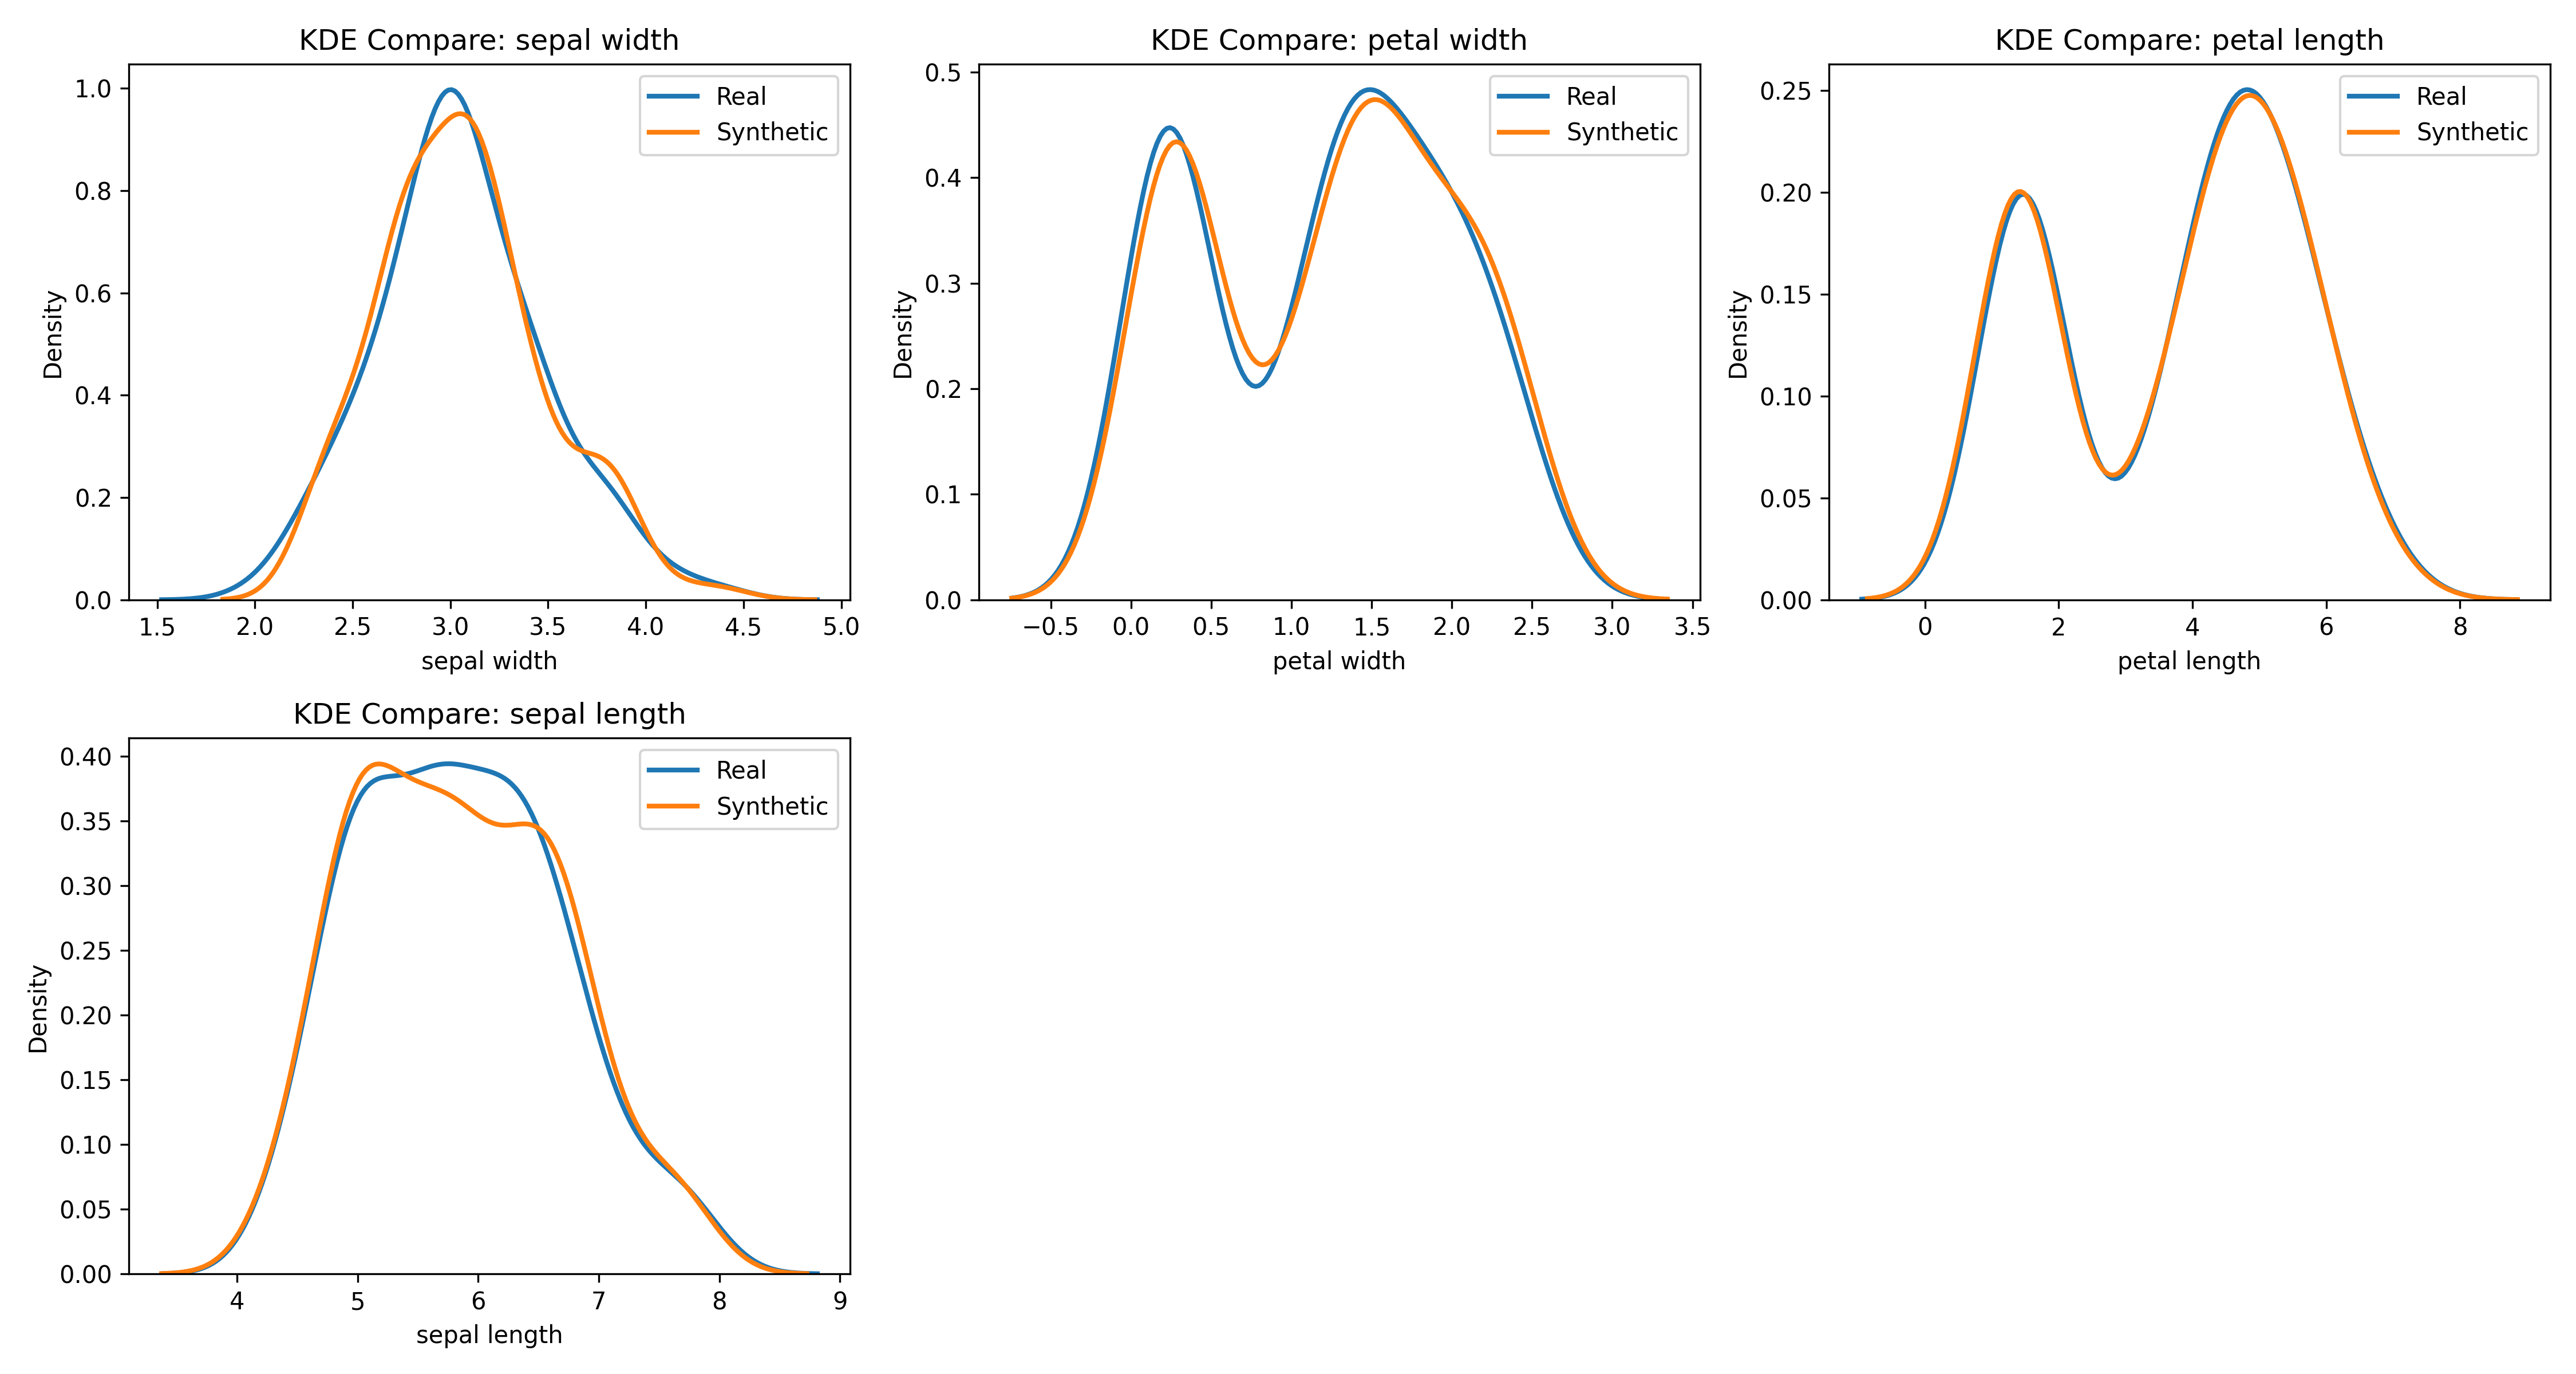 KDE Compare: sepal width
Real
Synthetic
1.0
0.8
0.6
0.4
0.2
0.0
Density
1.5 2.0 2.5 3.0 3.5 4.0 4.5 5.0
sepal width
KDE Compare: petal width
Real
Synthetic
0.5
0.4
0.3
0.2
0.1
0.0
Density
−0.5 0.0 0.5 1.0 1.5 2.0 2.5 3.0 3.5
petal width
KDE Compare: petal length
Real
Synthetic
0.25
0.20
0.15
0.10
0.05
0.00
Density
0 2 4 6 8
petal length
KDE Compare: sepal length
Real
Synthetic
0.40
0.35
0.30
0.25
0.20
0.15
0.10
0.05
0.00
Density
4 5 6 7 8 9
sepal length